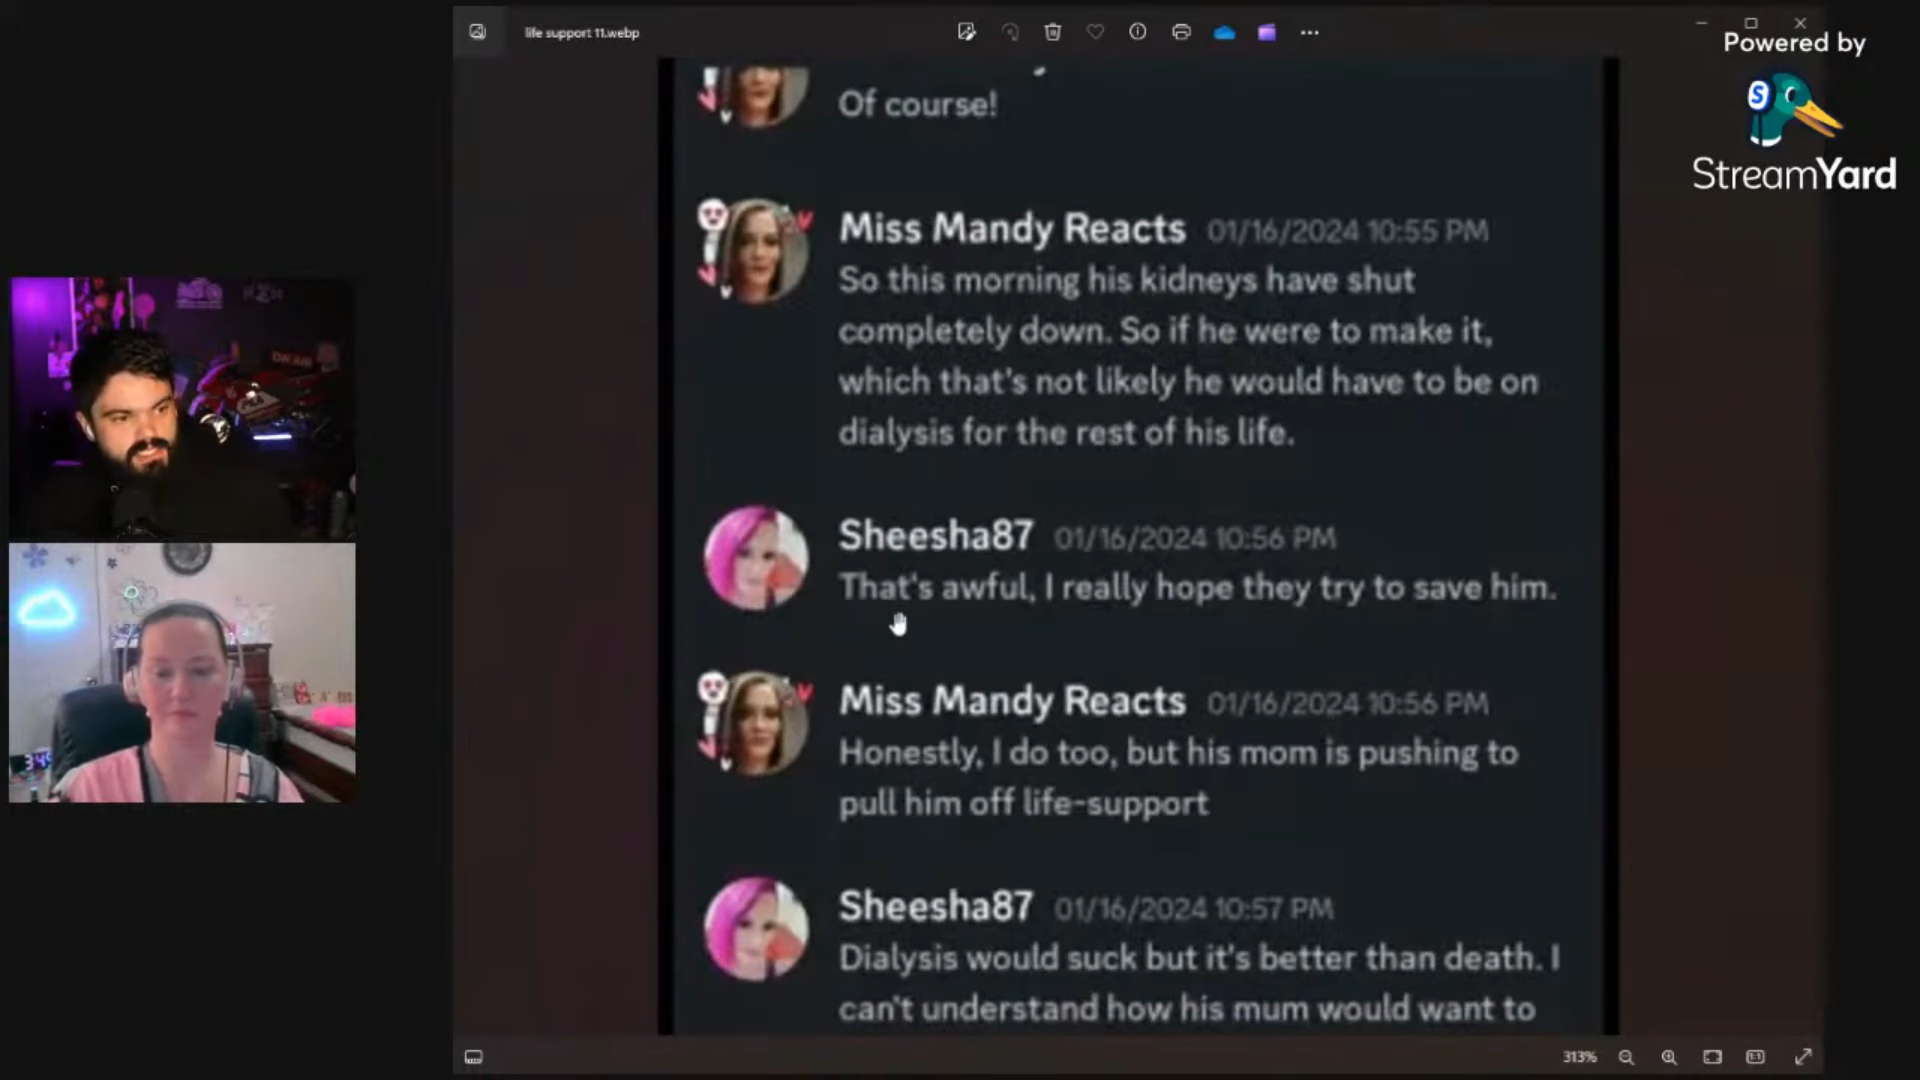 life support 11.webp
Powered by
StreamYard
Of course!
Miss Mandy Reacts 01/16/2024 10:55 PM
So this morning his kidneys have shut
completely down. So if he were to make it,
which that's not likely he would have to be on
dialysis for the rest of his life.
Sheesha87 01/16/2024 10:56 PM
That's awful, I really hope they try to save him.
Miss Mandy Reacts 01/16/2024 10:56 PM
Honestly, I do too, but his mom is pushing to
pull him off life-support
Sheesha87 01/16/2024 10:57 PM
Dialysis would suck but it's better than death. I
can't understand how his mum would want to
ON AIR
313%